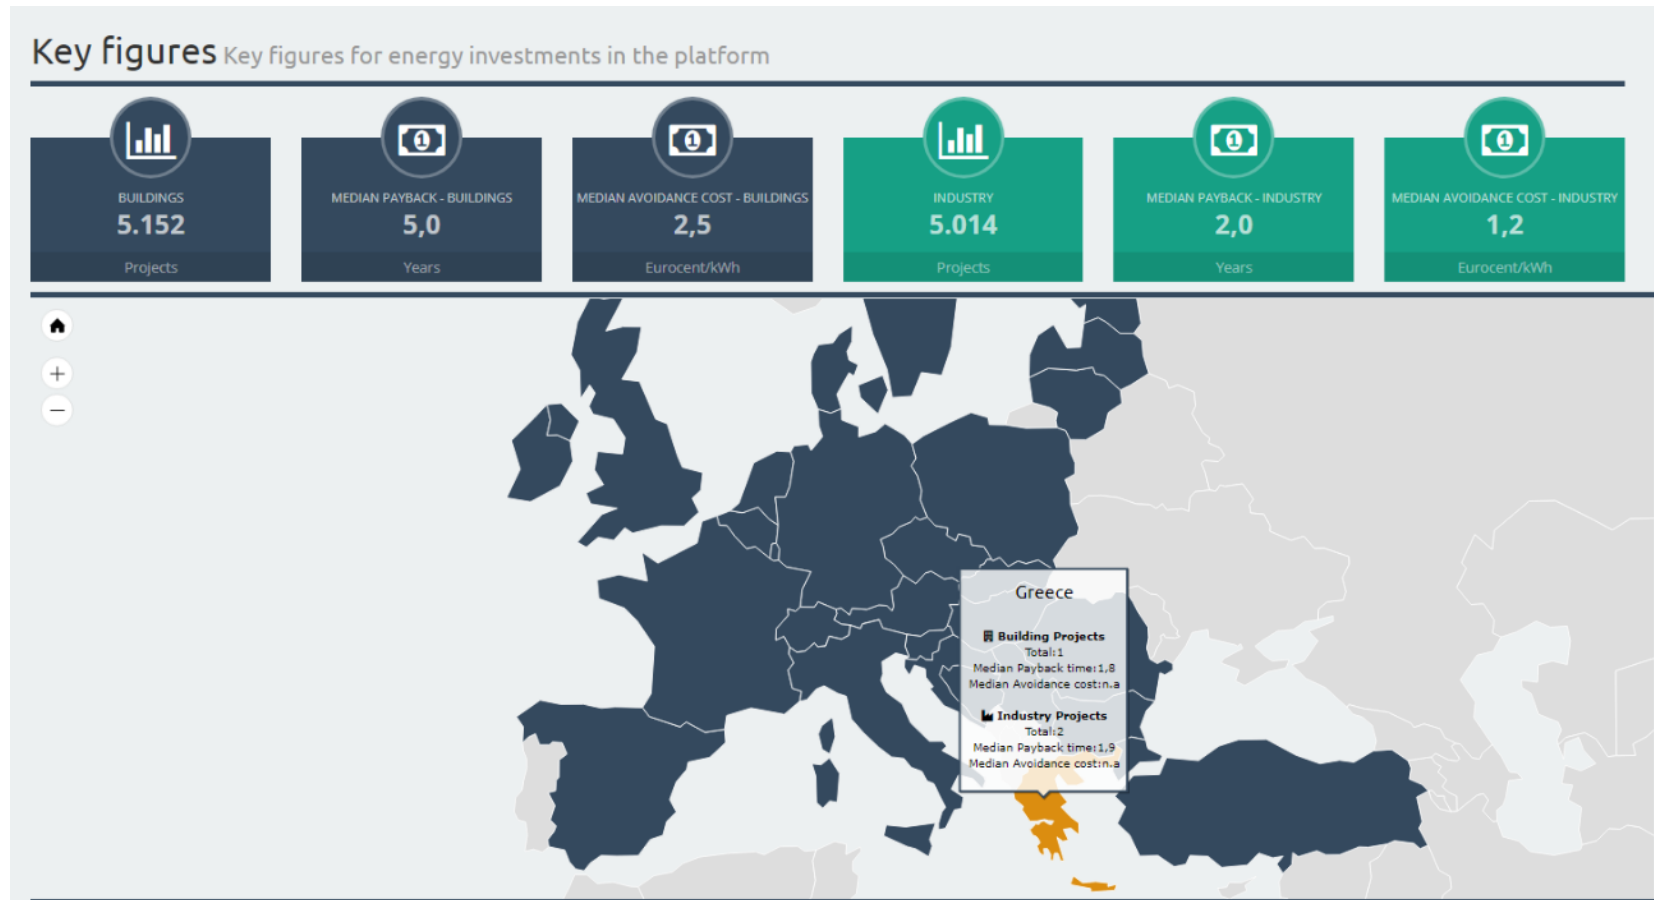 Key figures Key figures for energy investments in the platform
BUILDINGS
5.152
Projects
MEDIAN PAYBACK - BUILDINGS
5,0
Years
MEDIAN AVOIDANCE COST - BUILDINGS
2,5
Eurocent/kWh
INDUSTRY
5.014
Projects
MEDIAN PAYBACK - INDUSTRY
2,0
Years
MEDIAN AVOIDANCE COST - INDUSTRY
1,2
Eurocent/kWh
Greece
Building Projects
Total:1
Median Payback time:1,8
Median Avoidance cost:n.a
Industry Projects
Total:2
Median Payback time:1,9
Median Avoidance cost:n.a